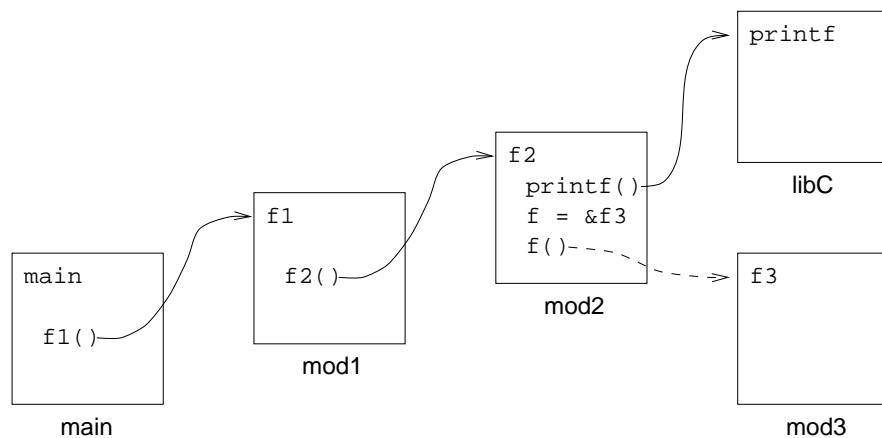 main
f1()
main
f1
f2()
mod1
f2
printf()
f = &f3
f()
mod2
printf
libC
f3
mod3